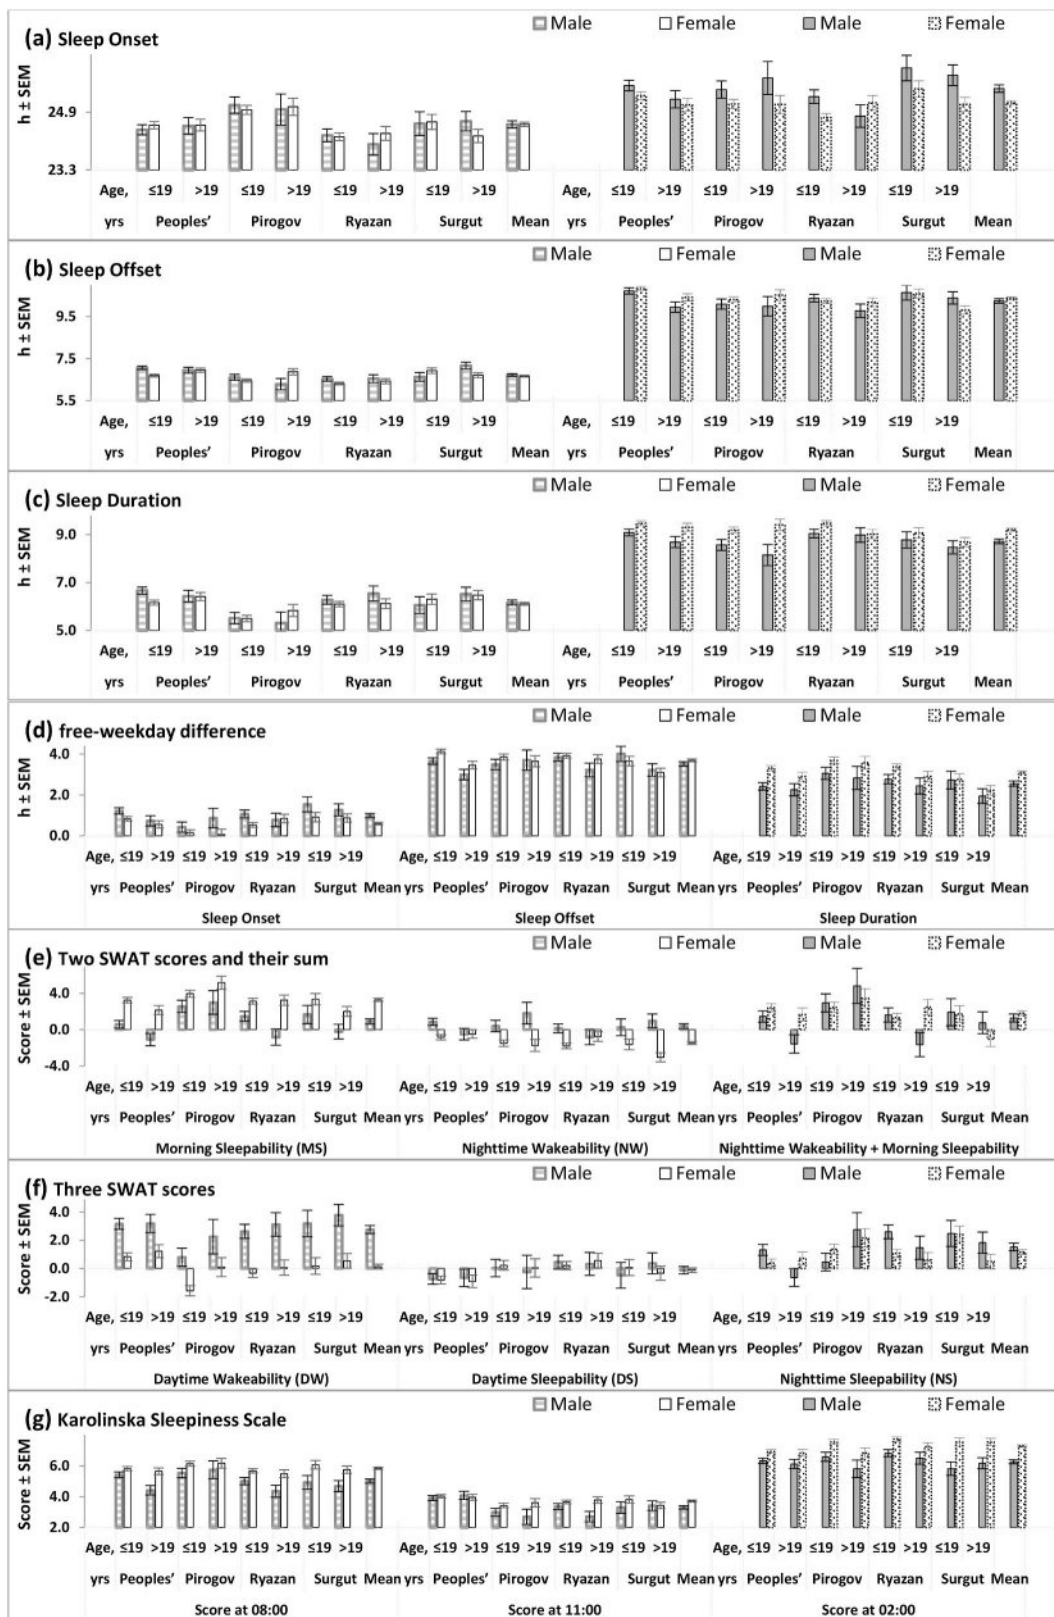 Male Female Male Female
(a) Sleep Onset
h ± SEM
24.9
23.3
Age, ≤19 >19 ≤19 >19 ≤19 >19 ≤19 >19 Age, ≤19 >19 ≤19 >19 ≤19 >19 ≤19 >19
yrs Peoples’ Pirogov Ryazan Surgut Mean yrs Peoples’ Pirogov Ryazan Surgut Mean
Male Female Male Female
(b) Sleep Offset
h ± SEM
9.5
7.5
5.5
Age, ≤19 >19 ≤19 >19 ≤19 >19 ≤19 >19 Age, ≤19 >19 ≤19 >19 ≤19 >19 ≤19 >19
yrs Peoples’ Pirogov Ryazan Surgut Mean yrs Peoples’ Pirogov Ryazan Surgut Mean
Male Female Male Female
(c) Sleep Duration
h ± SEM
9.0
7.0
5.0
Age, ≤19 >19 ≤19 >19 ≤19 >19 ≤19 >19 Age, ≤19 >19 ≤19 >19 ≤19 >19 ≤19 >19
yrs Peoples’ Pirogov Ryazan Surgut Mean yrs Peoples’ Pirogov Ryazan Surgut Mean
Male Female Male Female
(d) free-weekday difference
h ± SEM
4.0
2.0
0.0
Age, ≤19 >19 ≤19 >19 ≤19 >19 ≤19 >19 Age, ≤19 >19 ≤19 >19 ≤19 >19 ≤19 >19 Age, ≤19 >19 ≤19 >19 ≤19 >19 ≤19 >19
yrs Peoples’ Pirogov Ryazan Surgut Mean yrs Peoples’ Pirogov Ryazan Surgut Mean yrs Peoples’ Pirogov Ryazan Surgut Mean
Sleep Onset Sleep Offset Sleep Duration
Male Female Male Female
(e) Two SWAT scores and their sum
Score ± SEM
4.0
0.0
-4.0
Age, ≤19 >19 ≤19 >19 ≤19 >19 ≤19 >19 Age, ≤19 >19 ≤19 >19 ≤19 >19 ≤19 >19 Age, ≤19 >19 ≤19 >19 ≤19 >19 ≤19 >19
yrs Peoples’ Pirogov Ryazan Surgut Mean yrs Peoples’ Pirogov Ryazan Surgut Mean yrs Peoples’ Pirogov Ryazan Surgut Mean
Morning Sleepability (MS) Nighttime Wakeability (NW) Nighttime Wakeability + Morning Sleepability
Male Female Male Female
(f) Three SWAT scores
Score ± SEM
4.0
2.0
0.0
-2.0
Age, ≤19 >19 ≤19 >19 ≤19 >19 ≤19 >19 Age, ≤19 >19 ≤19 >19 ≤19 >19 ≤19 >19 Age, ≤19 >19 ≤19 >19 ≤19 >19 ≤19 >19
yrs Peoples’ Pirogov Ryazan Surgut Mean yrs Peoples’ Pirogov Ryazan Surgut Mean yrs Peoples’ Pirogov Ryazan Surgut Mean
Daytime Wakeability (DW) Daytime Sleepability (DS) Nighttime Sleepability (NS)
Male Female Male Female
(g) Karolinska Sleepiness Scale
Score ± SEM
6.0
4.0
2.0
Age, ≤19 >19 ≤19 >19 ≤19 >19 ≤19 >19 Age, ≤19 >19 ≤19 >19 ≤19 >19 ≤19 >19 Age, ≤19 >19 ≤19 >19 ≤19 >19 ≤19 >19
yrs Peoples’ Pirogov Ryazan Surgut Mean yrs Peoples’ Pirogov Ryazan Surgut Mean yrs Peoples’ Pirogov Ryazan Surgut Mean
Score at 08:00 Score at 11:00 Score at 02:00